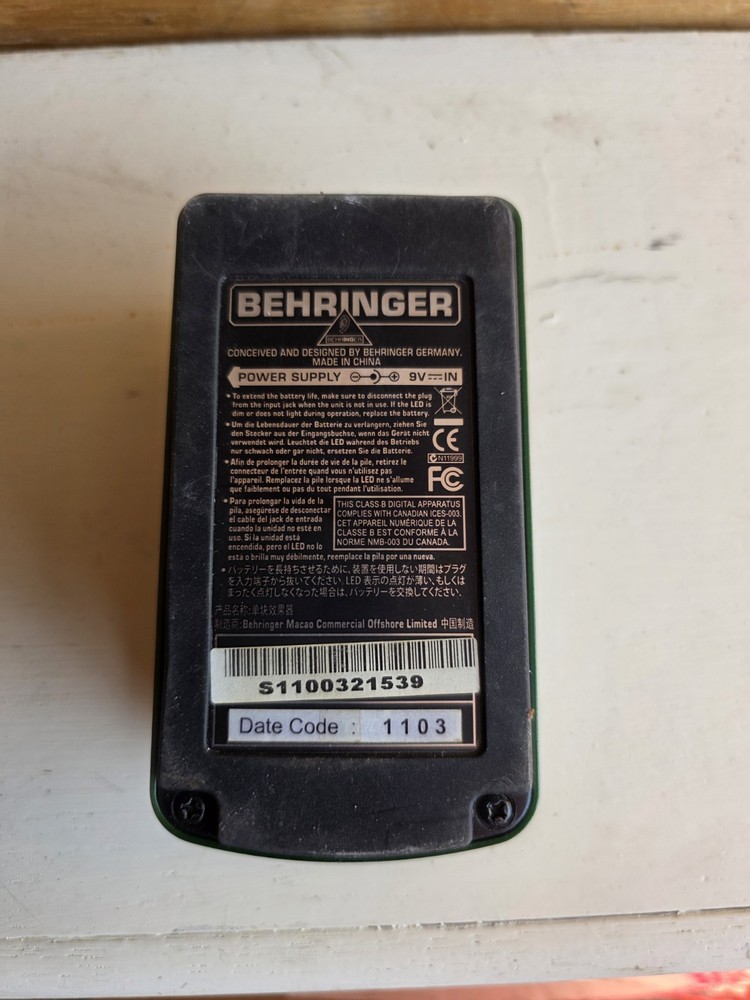 BEHRINGER
BEHRINGER
CONCEIVED AND DESIGNED BY BEHRINGER GERMANY.
MADE IN CHINA
POWER SUPPLY 9V IN
• To extend the battery life, make sure to disconnect the plug
from the input jack when the unit is not in use. If the LED is
dim or does not light during operation, replace the battery.
• Um die Lebensdauer der Batterie zu verlangern, ziehen Sie
den Stecker aus der Eingangsbuchse, wenn das Gerät nicht
verwendet wird. Leuchtet die LED während des Betriebs
nur schwach oder gar nicht, ersetzen Sie die Batterie.
CE
N11999
• Afin de prolonger la durée de vie de la pile, retirez le
connecteur de l'entrée quand vous n'utilisez pas
l'appareil. Remplacez la pile lorsque la LED ne s'allume
que faiblement ou pas du tout pendant l'utilisation.
FC
• Para prolongar la vida de la
pila, asegúrese de desconectar
el cable del jack de entrada
cuando la unidad no esté en
uso. Si la unidad está
encendida, pero el LED no lo
esta o brilla muy débilmente, reemplace la pila por una nueva.
THIS CLASS B DIGITAL APPARATUS
COMPLIES WITH CANADIAN ICES-003.
CET APPAREIL NUMÉRIQUE DE LA
CLASSE B EST CONFORME À LA
NORME NMB-003 DU CANADA.
• バッテリーを長持ちさせるために、装置を使用しない期間はプラグ
を入力端子から抜いてください。LED 表示の点灯が薄い、もしくは
まったく点灯しなくなった場合は、バッテリーを交換してください。
产品名称:单块效果器
制造商:Behringer Macao Commercial Offshore Limited 中国制造
S1100321539
Date Code : 1103